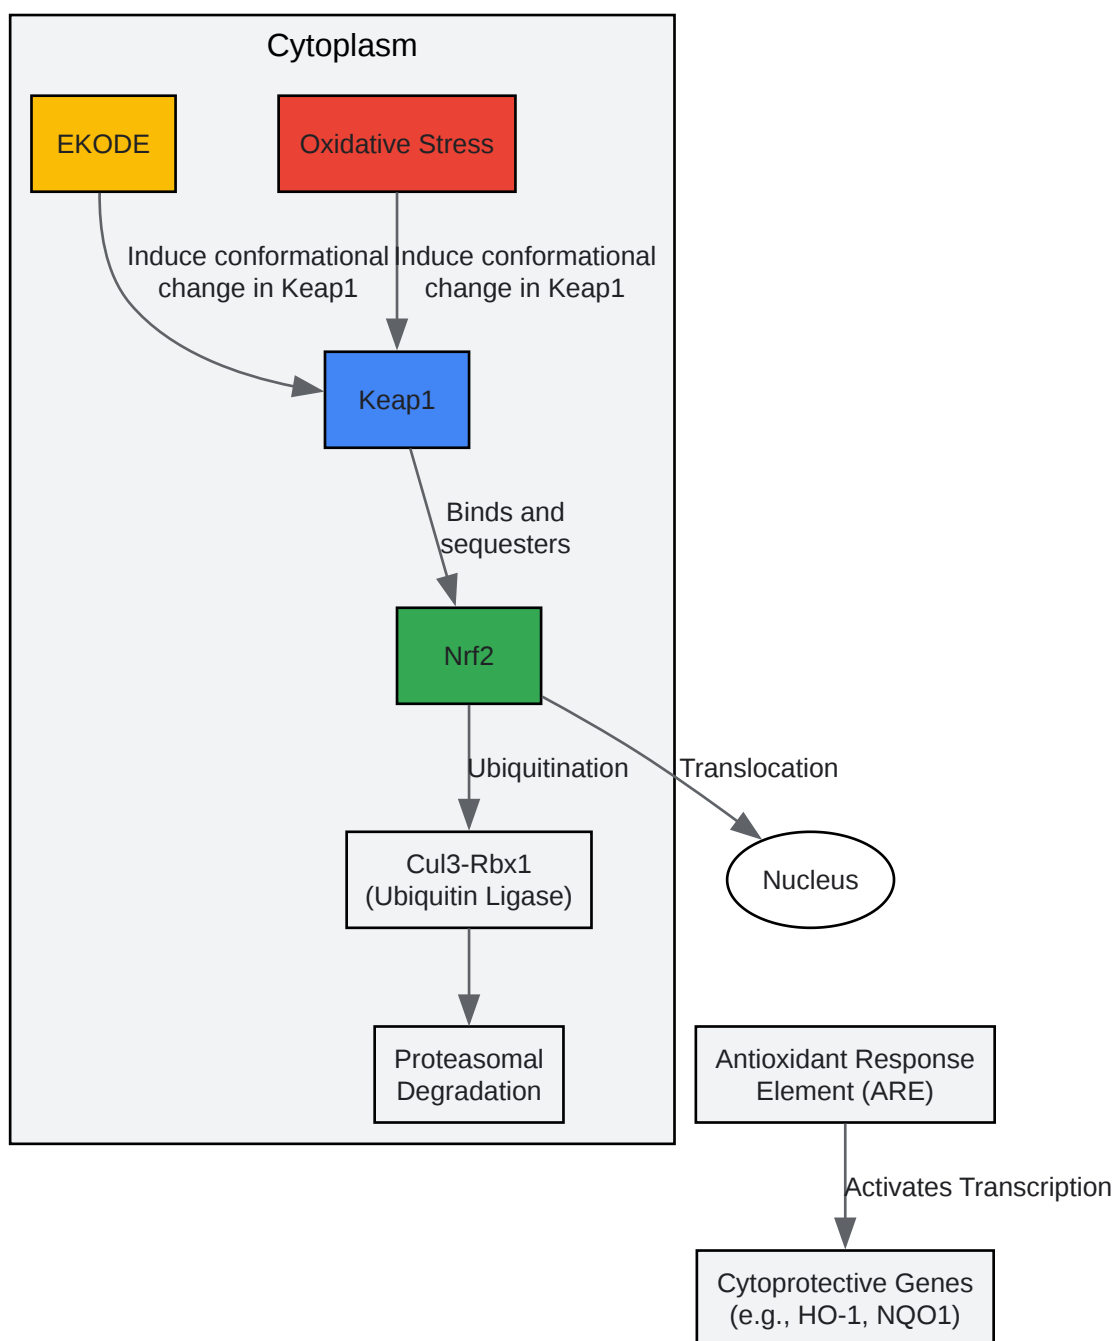 Cytoplasm
EKODE
Oxidative Stress
Induce conformational
change in Keap1
Induce conformational
change in Keap1
Keap1
Binds and
sequesters
Nrf2
Ubiquitination
Translocation
Cul3-Rbx1
(Ubiquitin Ligase)
Nucleus
Proteasomal
Degradation
Antioxidant Response
Element (ARE)
Activates Transcription
Cytoprotective Genes
(e.g., HO-1, NQO1)